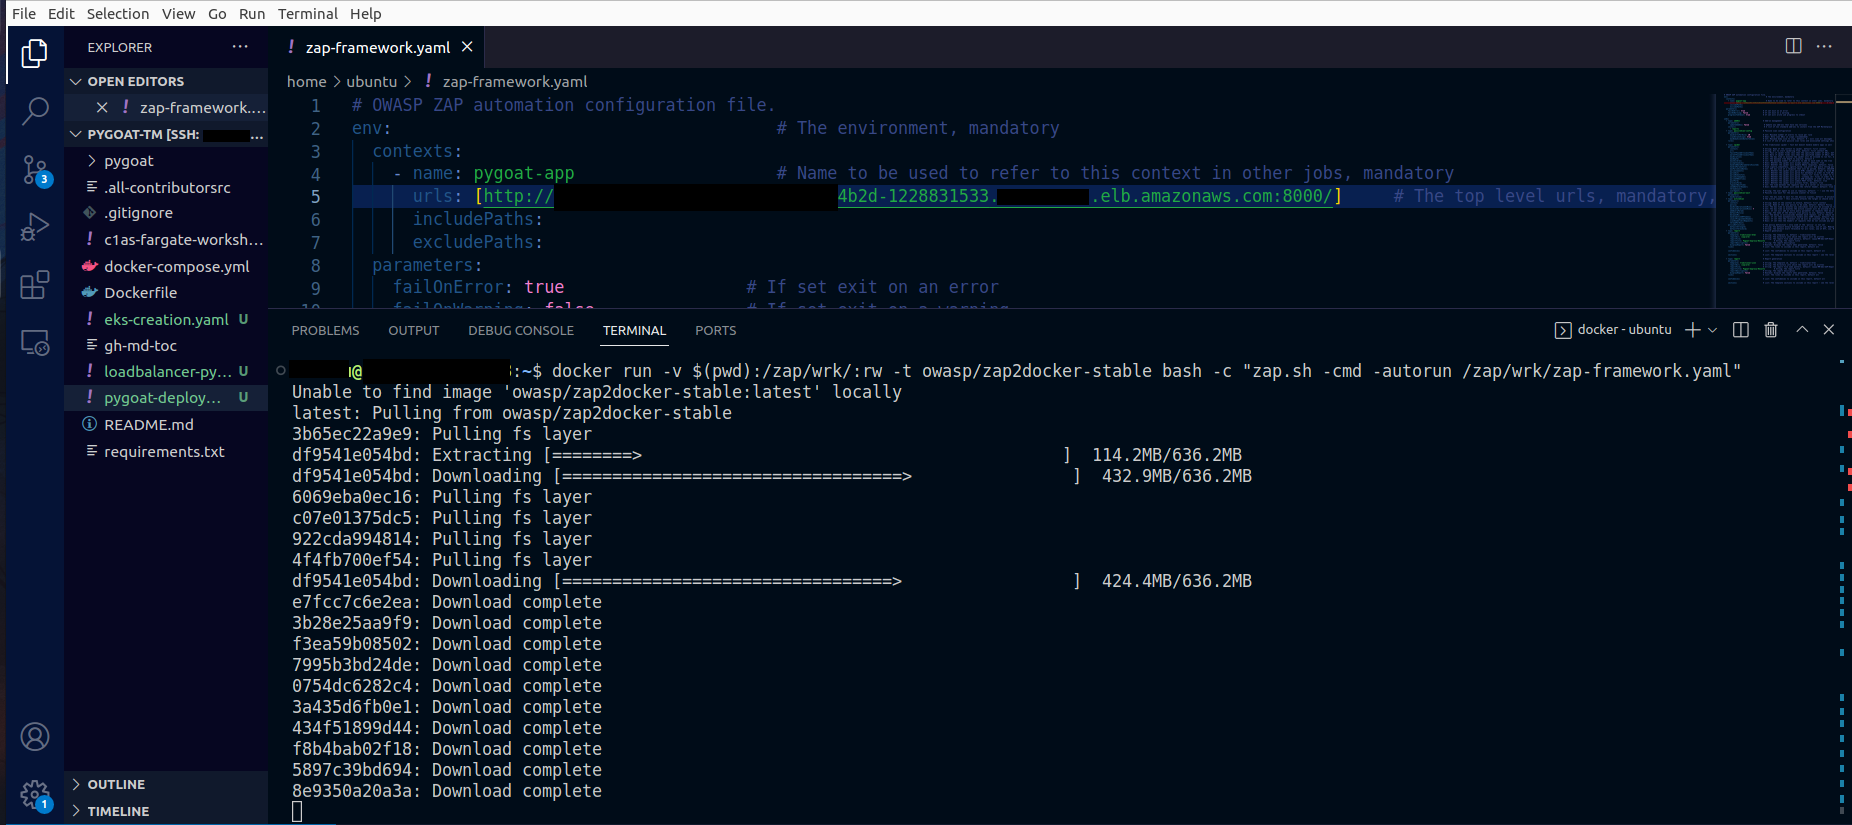 File Edit Selection View Go Run Terminal Help
EXPLORER ···
OPEN EDITORS
× ! zap-framework....
PYGOAT-TM [SSH: ...
pygoat
.all-contributorsrc
.gitignore
! c1as-fargate-worksh...
docker-compose.yml
Dockerfile
! eks-creation.yaml U
gh-md-toc
! loadbalancer-py... U
! pygoat-deploy... U
README.md
requirements.txt
OUTLINE
TIMELINE
3
1
! zap-framework.yaml ×
home > ubuntu > ! zap-framework.yaml
1 # OWASP ZAP automation configuration file.
2 env: # The environment, mandatory
3 contexts:
4 - name: pygoat-app # Name to be used to refer to this context in other jobs, mandatory
5 urls: [http:// 4b2d-1228831533. .elb.amazonaws.com:8000/] # The top level urls, mandatory,
6 includePaths:
7 excludePaths:
8 parameters:
9 failOnError: true # If set exit on an error
10 failOnWarning: false # If set exit on a warning
PROBLEMS OUTPUT DEBUG CONSOLE TERMINAL PORTS
docker - ubuntu
@ :~$ docker run -v $(pwd):/zap/wrk/:rw -t owasp/zap2docker-stable bash -c "zap.sh -cmd -autorun /zap/wrk/zap-framework.yaml"
Unable to find image 'owasp/zap2docker-stable:latest' locally
latest: Pulling from owasp/zap2docker-stable
3b65ec22a9e9: Pulling fs layer
df9541e054bd: Extracting [========> ] 114.2MB/636.2MB
df9541e054bd: Downloading [==================================> ] 432.9MB/636.2MB
6069eba0ec16: Pulling fs layer
c07e01375dc5: Pulling fs layer
922cda994814: Pulling fs layer
4f4fb700ef54: Pulling fs layer
df9541e054bd: Downloading [=================================> ] 424.4MB/636.2MB
e7fcc7c6e2ea: Download complete
3b28e25aa9f9: Download complete
f3ea59b08502: Download complete
7995b3bd24de: Download complete
0754dc6282c4: Download complete
3a435d6fb0e1: Download complete
434f51899d44: Download complete
f8b4bab02f18: Download complete
5897c39bd694: Download complete
8e9350a20a3a: Download complete